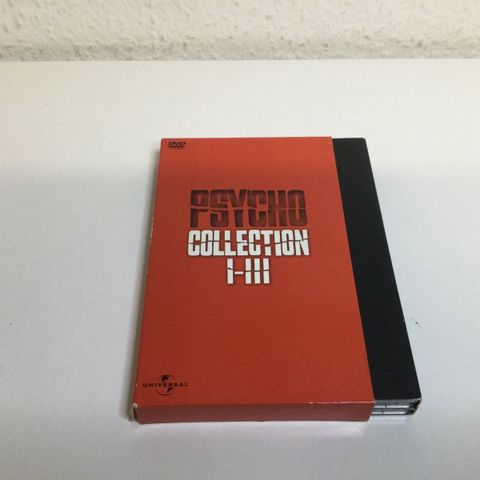 DVD
PSYCHO
COLLECTION
I-III
UNIVERSAL